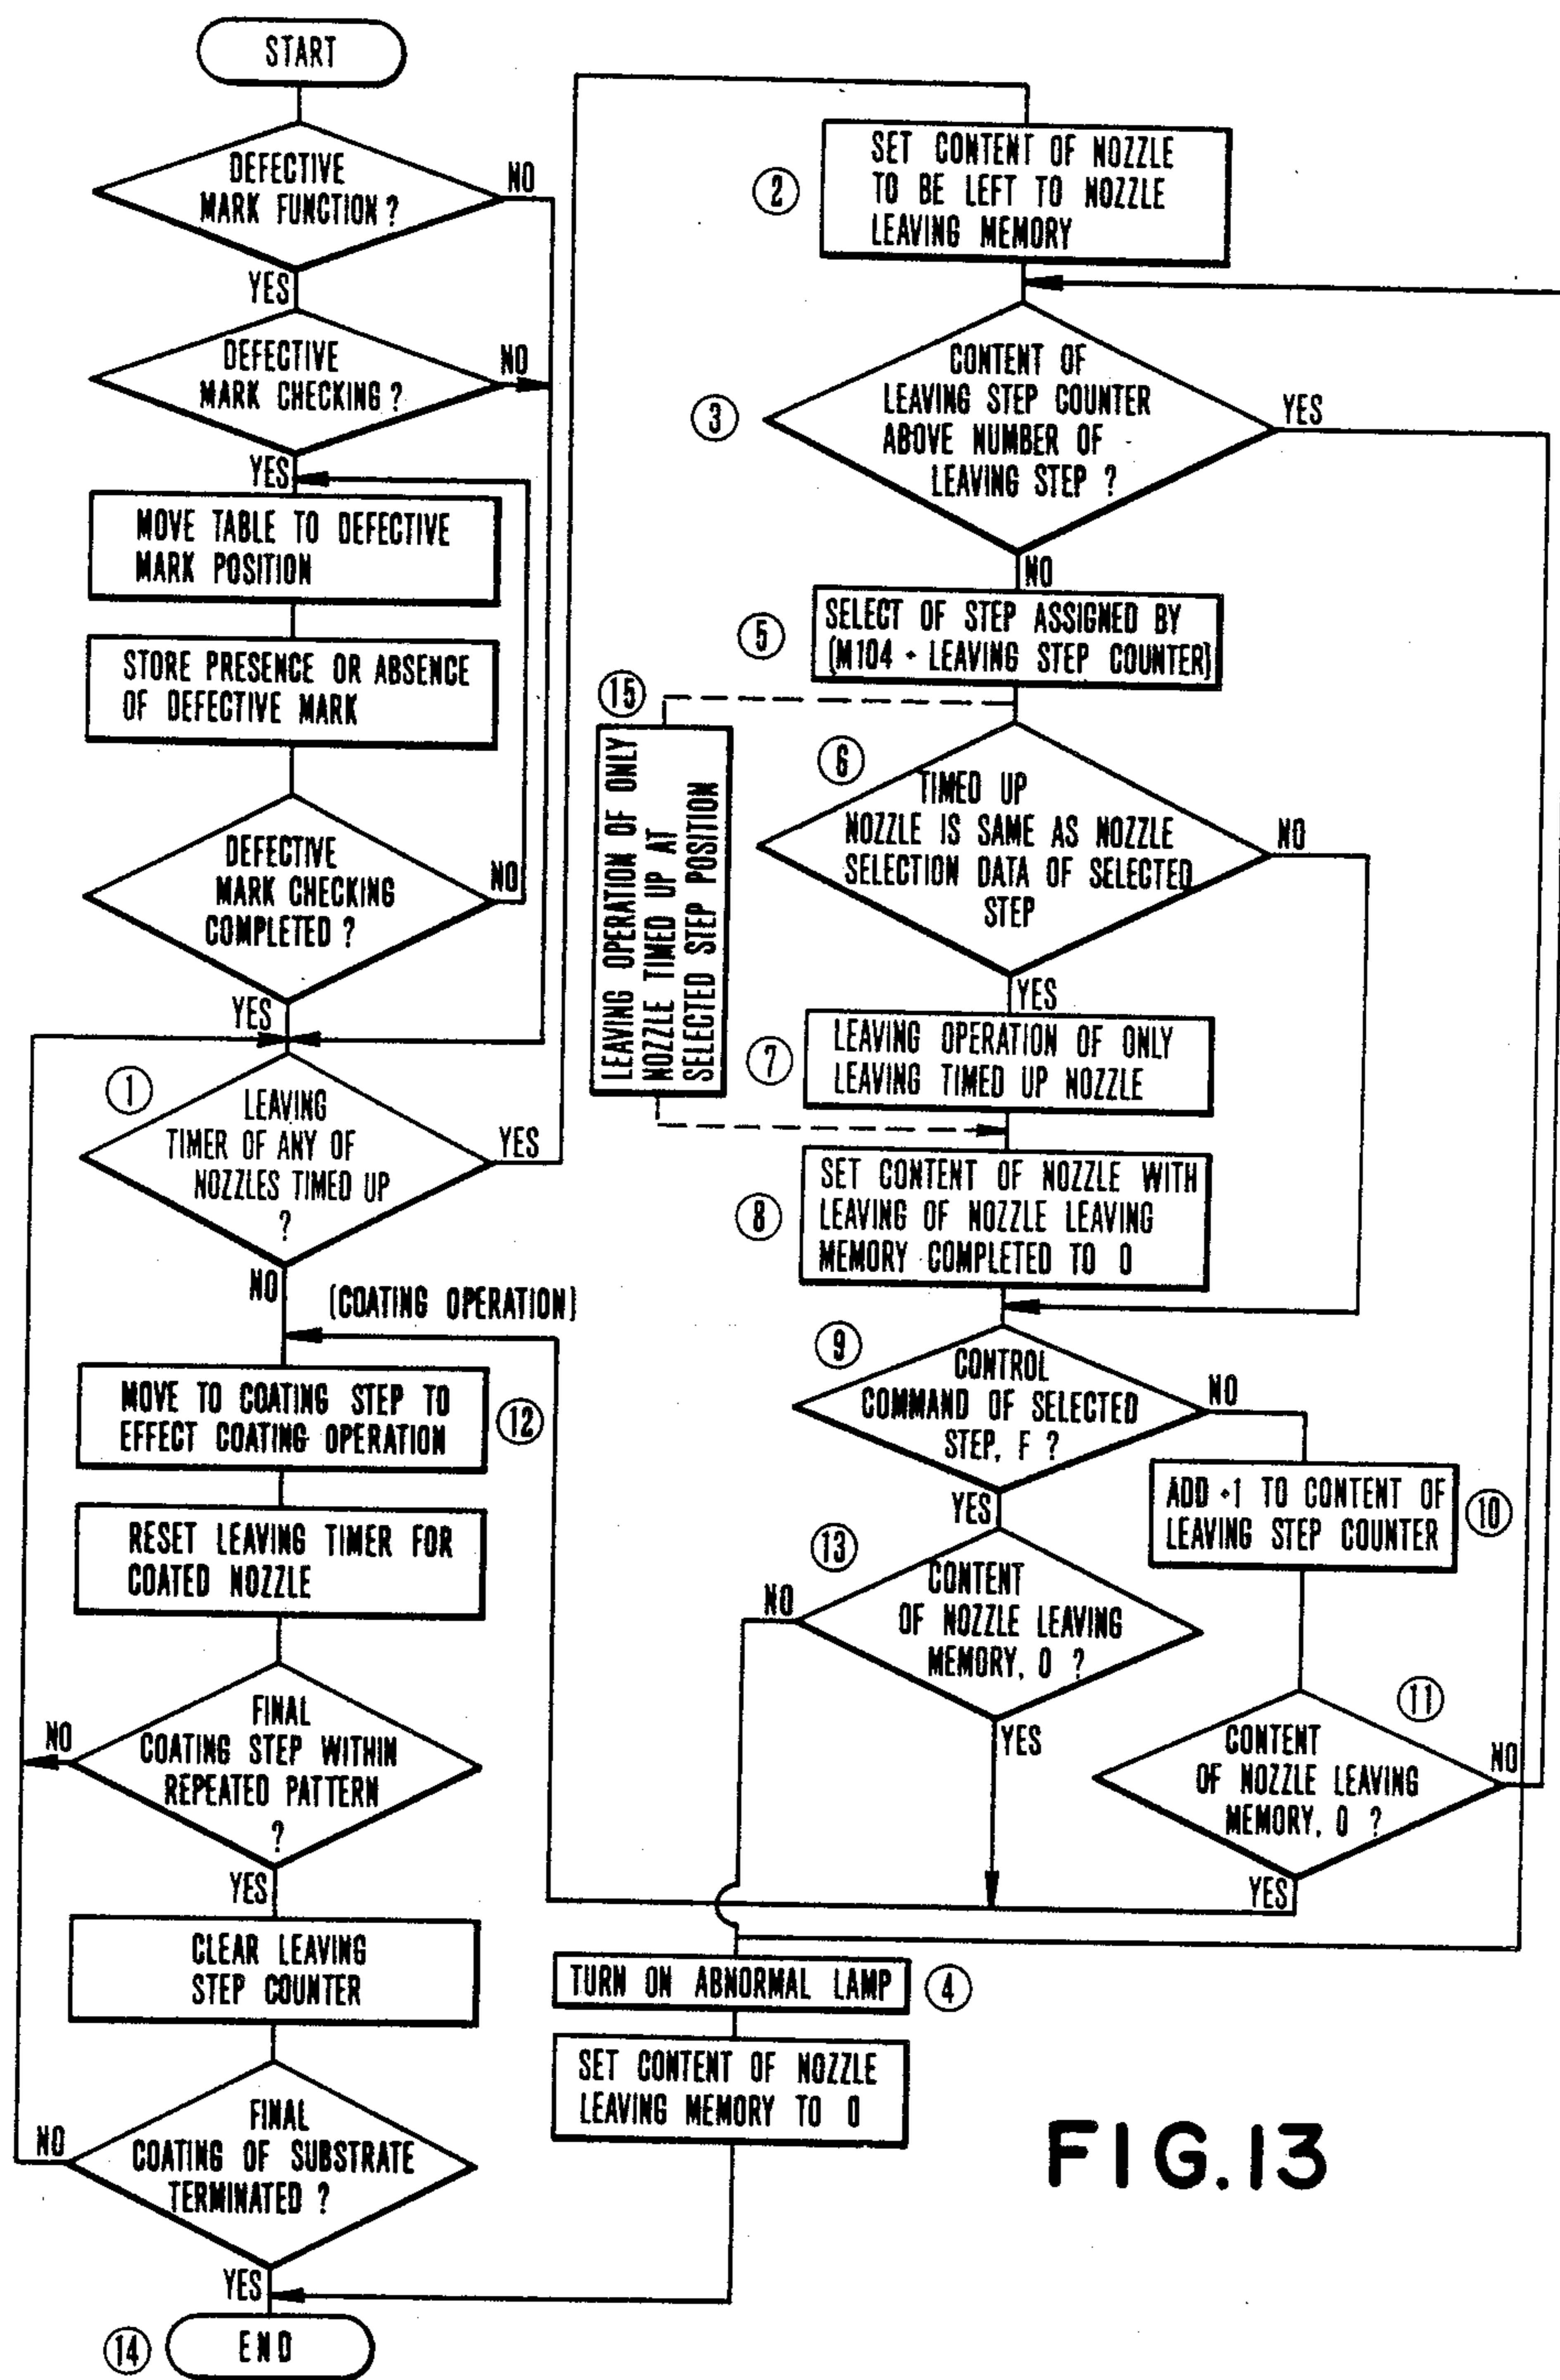 START
DEFECTIVE
MARK FUNCTION ?
NO
YES
DEFECTIVE
MARK CHECKING ?
NO
YES
MOVE TABLE TO DEFECTIVE
MARK POSITION
STORE PRESENCE OR ABSENCE
OF DEFECTIVE MARK
DEFECTIVE
MARK CHECKING
COMPLETED ?
NO
YES
1
LEAVING
TIMER OF ANY OF
NOZZLES TIMED UP
?
YES
NO
(COATING OPERATION)
MOVE TO COATING STEP TO
EFFECT COATING OPERATION
12
RESET LEAVING TIMER FOR
COATED NOZZLE
FINAL
COATING STEP WITHIN
REPEATED PATTERN
?
NO
YES
CLEAR LEAVING
STEP COUNTER
FINAL
COATING OF SUBSTRATE
TERMINATED ?
NO
YES
14
END
2
SET CONTENT OF NOZZLE
TO BE LEFT TO NOZZLE
LEAVING MEMORY
3
CONTENT OF
LEAVING STEP COUNTER
ABOVE NUMBER OF
LEAVING STEP ?
YES
NO
5
SELECT OF STEP ASSIGNED BY
(M104 + LEAVING STEP COUNTER)
15
LEAVING OPERATION OF ONLY
NOZZLE TIMED UP AT
SELECTED STEP POSITION
6
TIMED UP
NOZZLE IS SAME AS NOZZLE
SELECTION DATA OF SELECTED
STEP
NO
YES
7
LEAVING OPERATION OF ONLY
LEAVING TIMED UP NOZZLE
8
SET CONTENT OF NOZZLE WITH
LEAVING OF NOZZLE LEAVING
MEMORY COMPLETED TO 0
9
CONTROL
COMMAND OF SELECTED
STEP, F ?
NO
YES
ADD +1 TO CONTENT OF
LEAVING STEP COUNTER
10
13
CONTENT
OF NOZZLE LEAVING
MEMORY, 0 ?
NO
YES
11
CONTENT
OF NOZZLE LEAVING
MEMORY, 0 ?
NO
YES
TURN ON ABNORMAL LAMP
4
SET CONTENT OF NOZZLE
LEAVING MEMORY TO 0
FIG.13